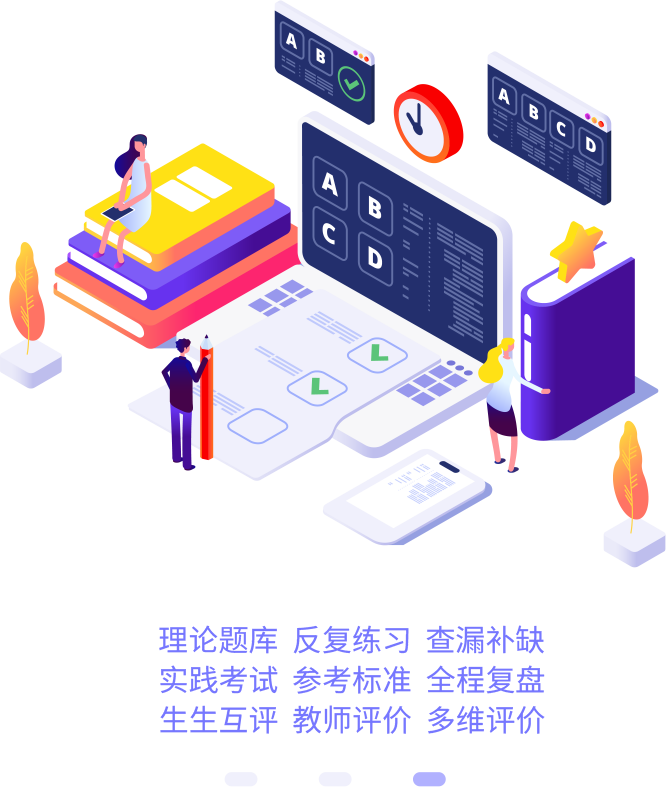 A B
A B C D
A B
C D
理论题库 反复练习 查漏补缺
实践考试 参考标准 全程复盘
生生互评 教师评价 多维评价